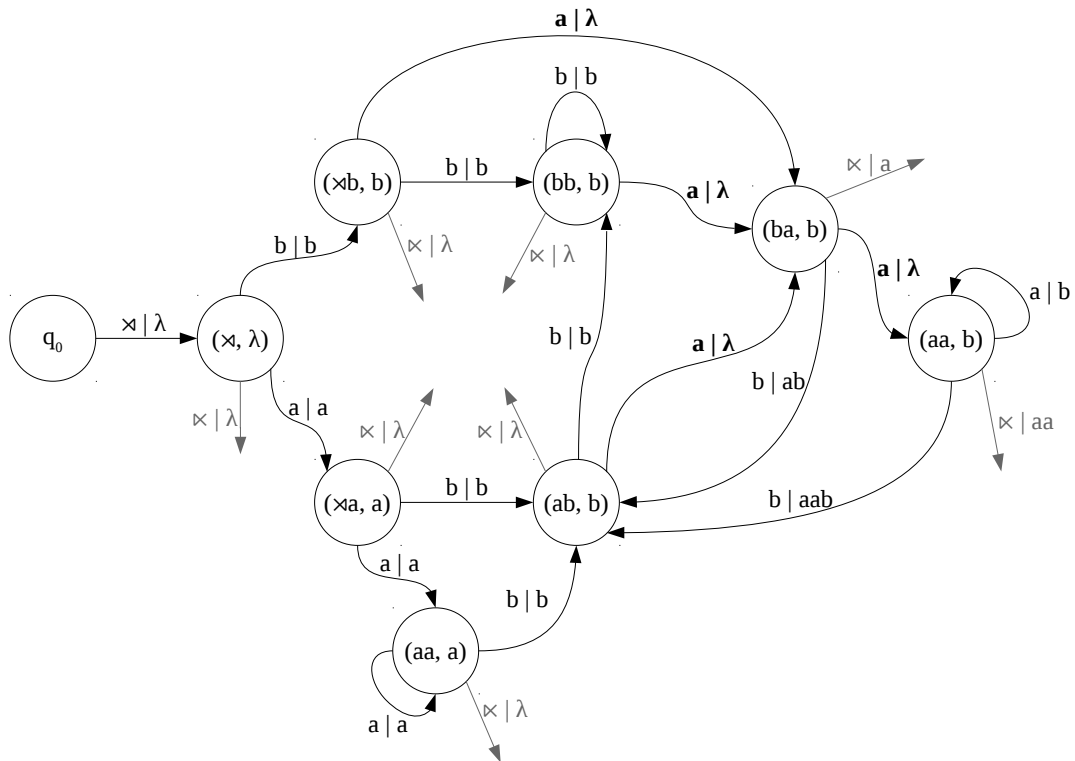 a | λ
b | b
⋉ | a
(⋊b, b)
b | b
(bb, b)
a | λ
(ba, b)
b | b
⋉ | λ
⋉ | λ
a | λ
a | b
q0
⋊ | λ
(⋊, λ)
b | b
a | λ
(aa, b)
b | ab
⋉ | λ
a | a
⋉ | λ
⋉ | λ
⋉ | aa
(⋊a, a)
b | b
(ab, b)
b | aab
a | a
b | b
(aa, a)
a | a
⋉ | λ